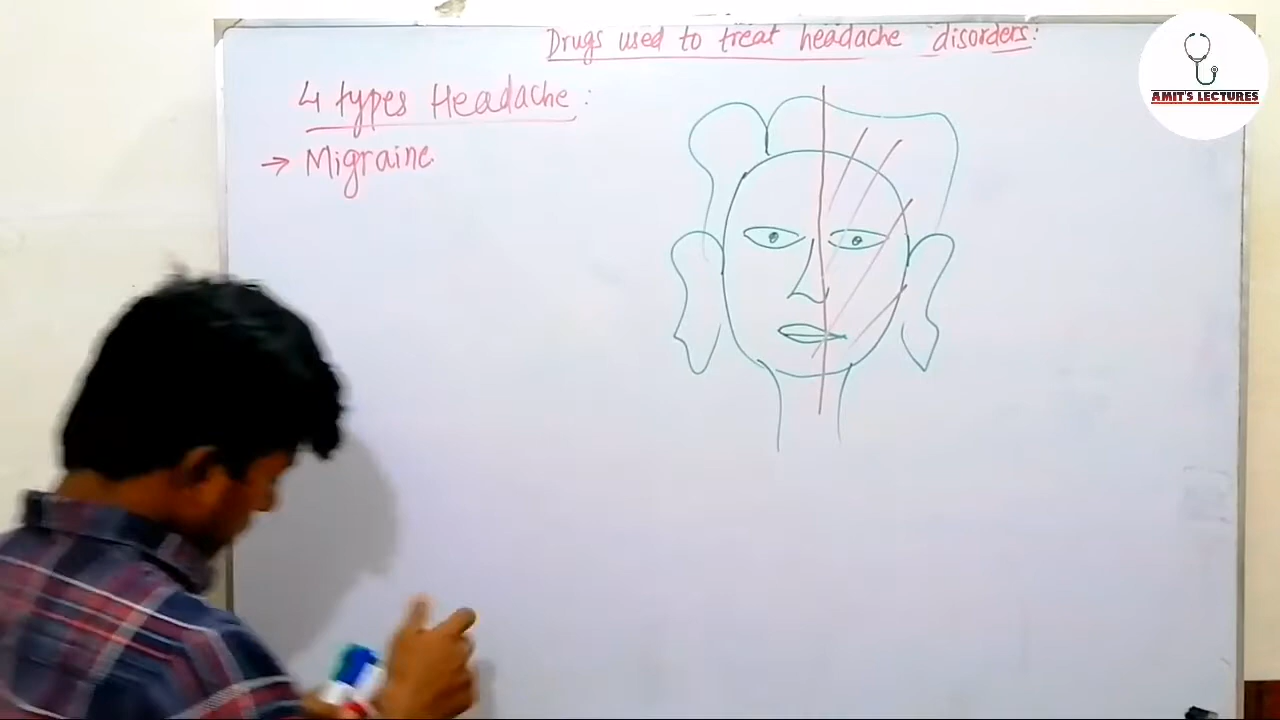 Drugs used to treat headache disorders:
AMIT'S LECTURES
4 types Headache:
→ Migraine